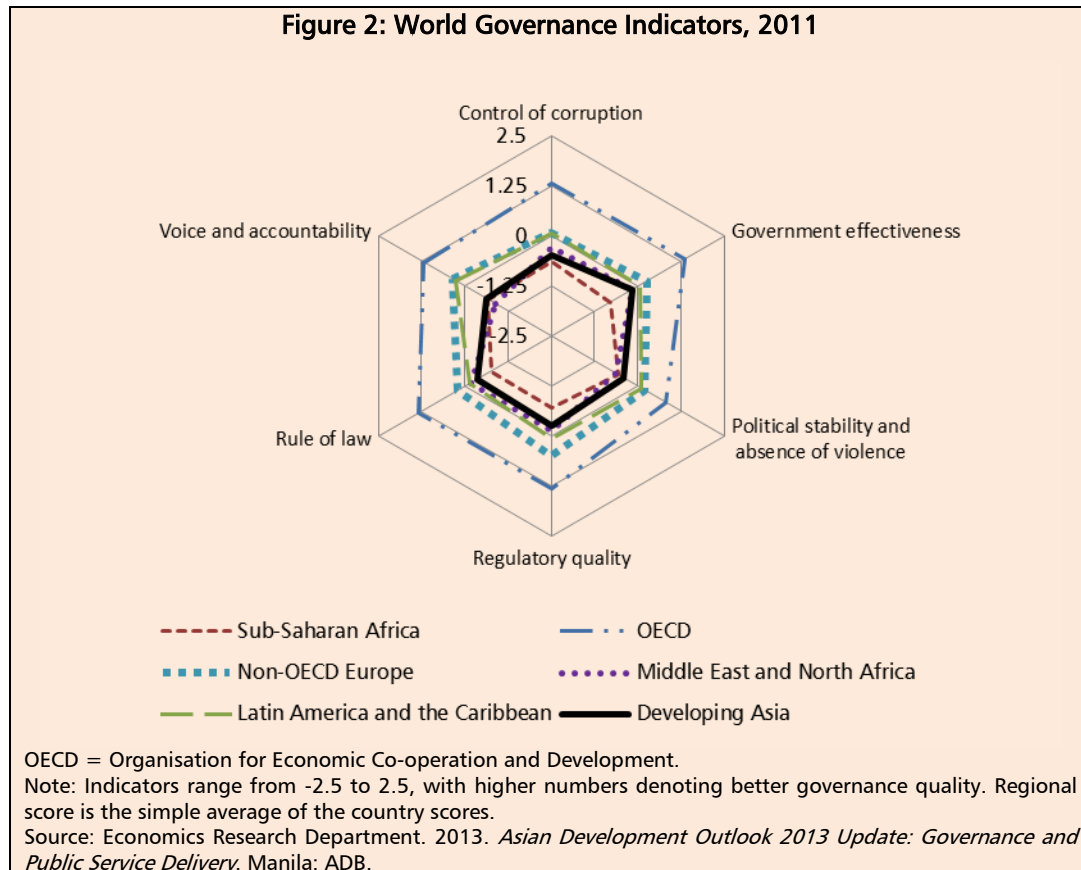 Figure 2: World Governance Indicators, 2011
Control of corruption
2.5
1.25
0
-1.25
-2.5
Voice and accountability
Government effectiveness
Rule of law
Political stability and
absence of violence
Regulatory quality
Sub-Saharan Africa
OECD
Non-OECD Europe
Middle East and North Africa
Latin America and the Caribbean
Developing Asia
OECD = Organisation for Economic Co-operation and Development.
Note: Indicators range from -2.5 to 2.5, with higher numbers denoting better governance quality. Regional
score is the simple average of the country scores.
Source: Economics Research Department. 2013. Asian Development Outlook 2013 Update: Governance and
Public Service Delivery. Manila: ADB.